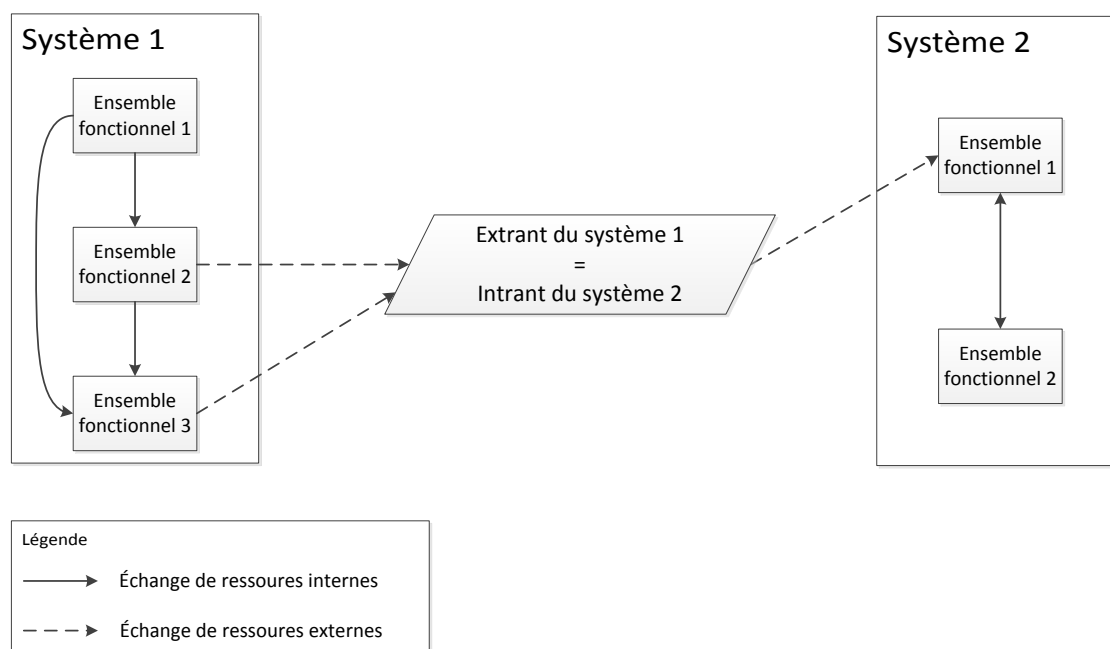 Système 1
Ensemble
fonctionnel 1
Ensemble
fonctionnel 2
Ensemble
fonctionnel 3
Extrant du système 1
=
Intrant du système 2
Système 2
Ensemble
fonctionnel 1
Ensemble
fonctionnel 2
Légende
Échange de ressoures internes
Échange de ressoures externes